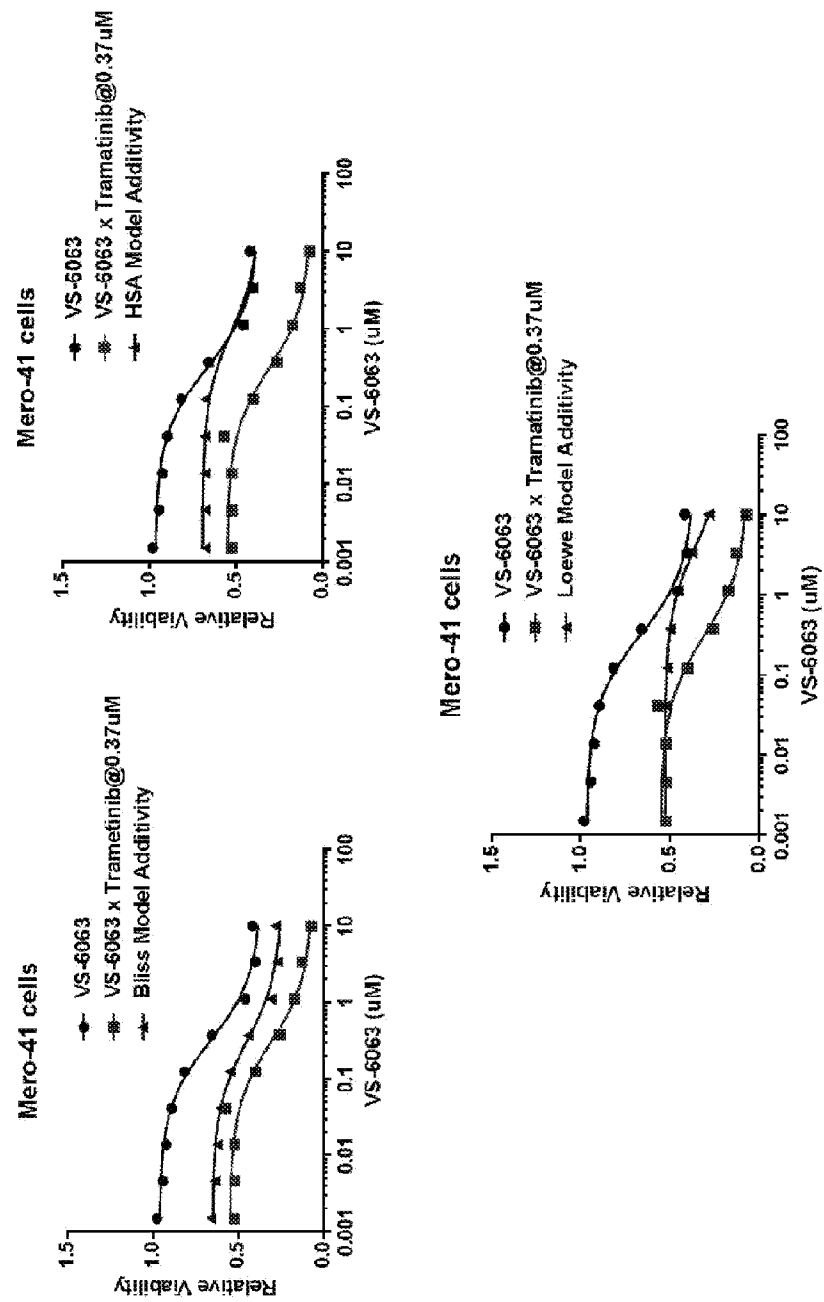 Mero-41 cells
VS-6063
VS-6063 x Trametinib@0.37uM
Bliss Model Additivity
Relative Viability
1.5
1.0
0.5
0.0
0.001
0.01
0.1
1
10
100
VS-6063 (uM)
Mero-41 cells
VS-6063
VS-6063 x Tramatinib@0.37uM
HSA Model Additivity
Relative Viability
1.5
1.0
0.5
0.0
0.001
0.01
0.1
1
10
100
VS-6063 (uM)
Mero-41 cells
VS-6063
VS-6063 x Tramatinib@0.37uM
Loewe Model Additivity
Relative Viability
1.5
1.0
0.5
0.0
0.001
0.01
0.1
1
10
100
VS-6063 (uM)